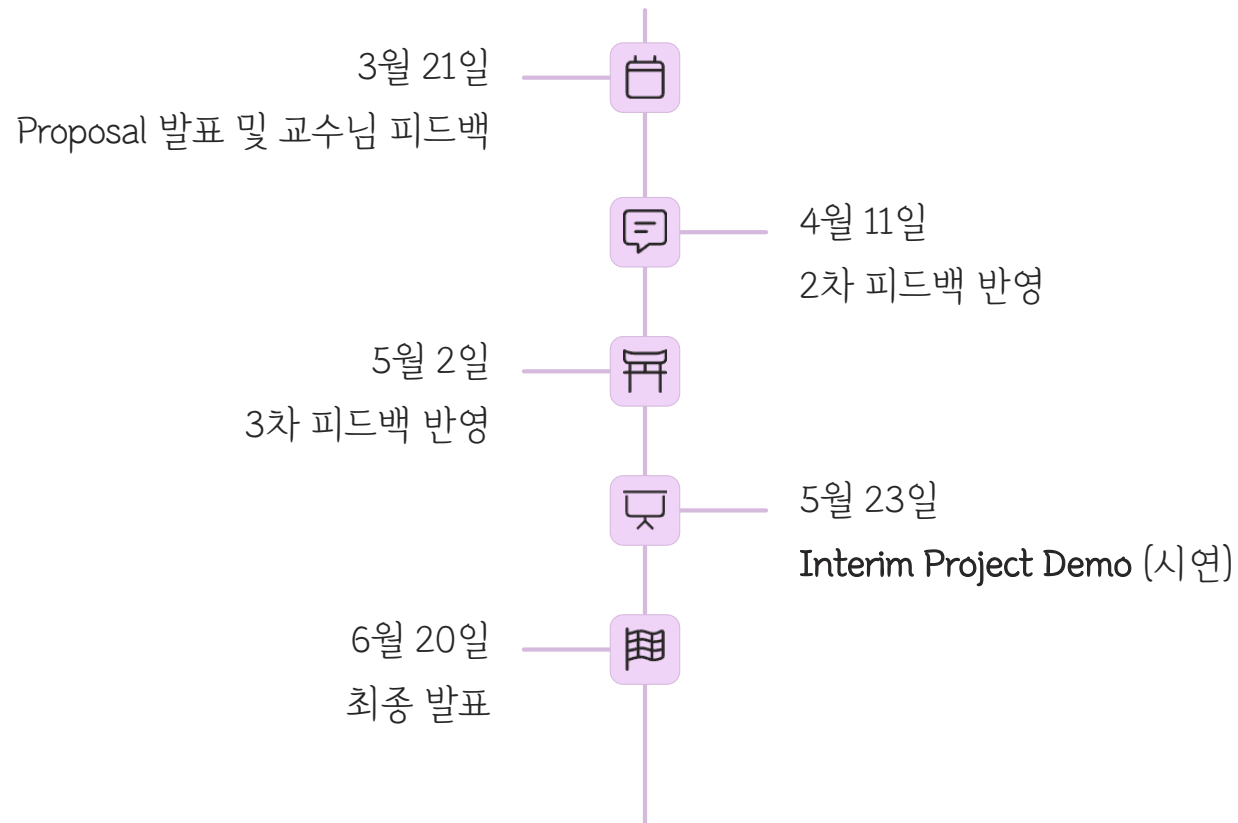 3월 21일
Proposal 발표 및 교수님 피드백
4월 11일
2차 피드백 반영
5월 2일
3차 피드백 반영
5월 23일
Interim Project Demo (시연)
6월 20일
최종 발표